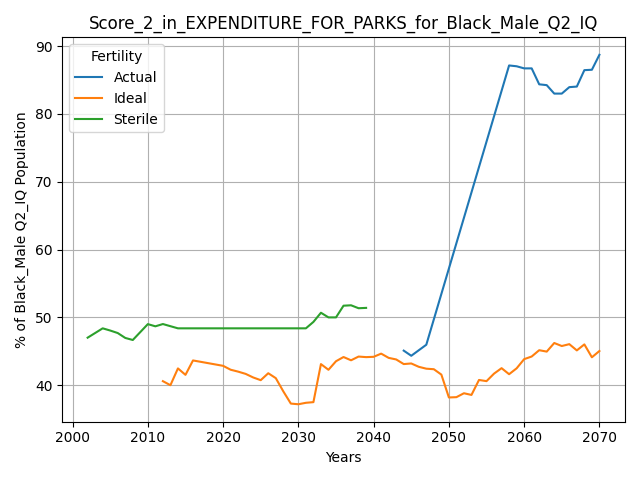 Score_2_in_EXPENDITURE_FOR_PARKS_for_Black_Male_Q2_IQ
Fertility
Actual
Ideal
Sterile
% of Black_Male Q2_IQ Population
90
80
70
60
50
40
2000 2010 2020 2030 2040 2050 2060 2070
Years